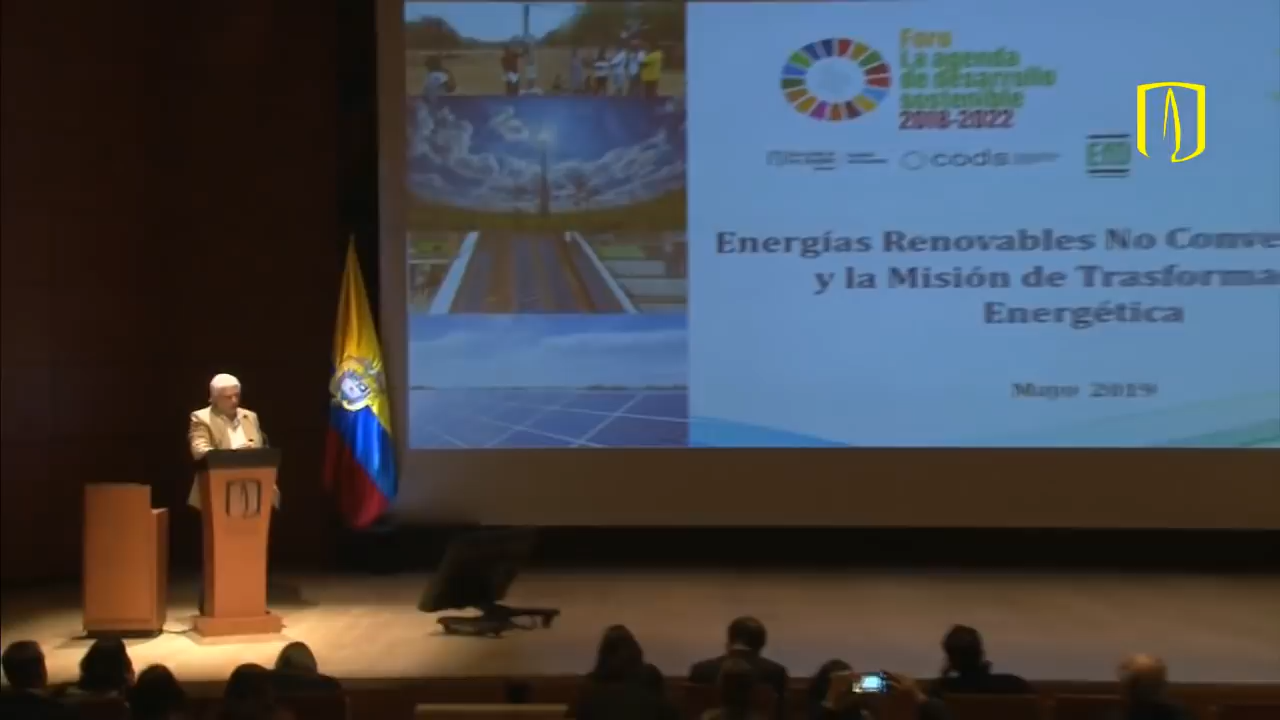 Foro
La agenda
de desarrollo
sostenible
2018-2022
cods
Energías Renovables No Conve
y la Misión de Trasforma
Energética
Mayo 2019